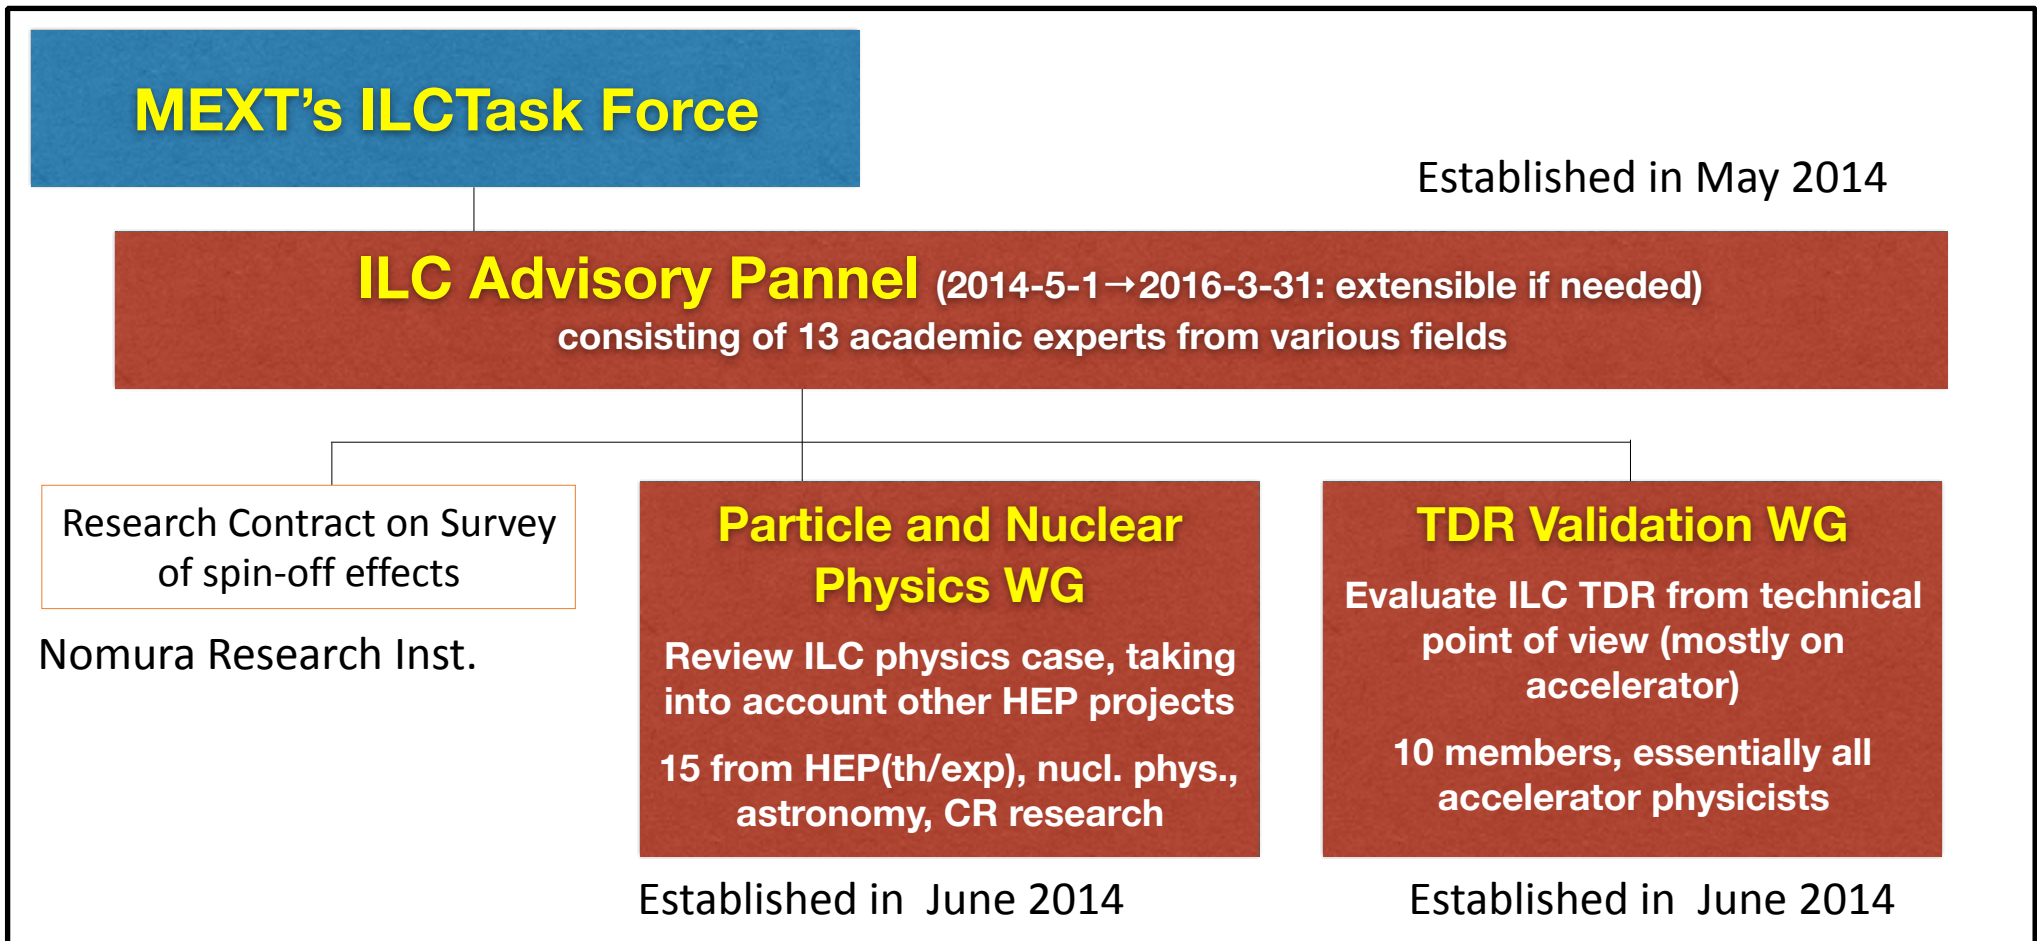 MEXT’s ILCTask Force
Established in May 2014
ILC Advisory Pannel (2014-5-1→2016-3-31: extensible if needed)
consisting of 13 academic experts from various fields
Research Contract on Survey
of spin-off effects
Nomura Research Inst.
Particle and Nuclear
Physics WG
Review ILC physics case, taking
into account other HEP projects
15 from HEP(th/exp), nucl. phys.,
astronomy, CR research
Established in June 2014
TDR Validation WG
Evaluate ILC TDR from technical
point of view (mostly on
accelerator)
10 members, essentially all
accelerator physicists
Established in June 2014